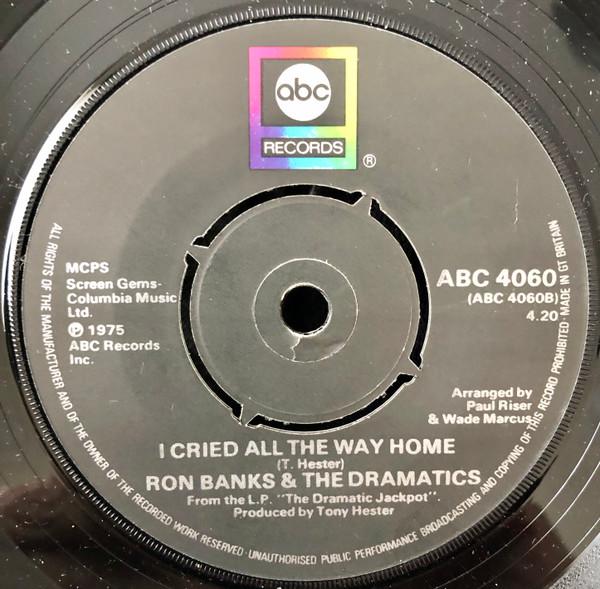 abc
RECORDS
®
MCPS
Screen Gems-
Columbia Music
Ltd.
℗ 1975
ABC Records
Inc.
ABC 4060
(ABC 4060B)
4.20
Arranged by
Paul Riser
& Wade Marcus
I CRIED ALL THE WAY HOME
(T. Hester)
RON BANKS & THE DRAMATICS
From the L.P. "The Dramatic Jackpot".
Produced by Tony Hester
ALL RIGHTS OF THE MANUFACTURER AND OF THE OWNER OF THE RECORDED WORK RESERVED · UNAUTHORISED PUBLIC PERFORMANCE BROADCASTING AND COPYING OF THIS RECORD PROHIBITED · MADE IN GT BRITAIN